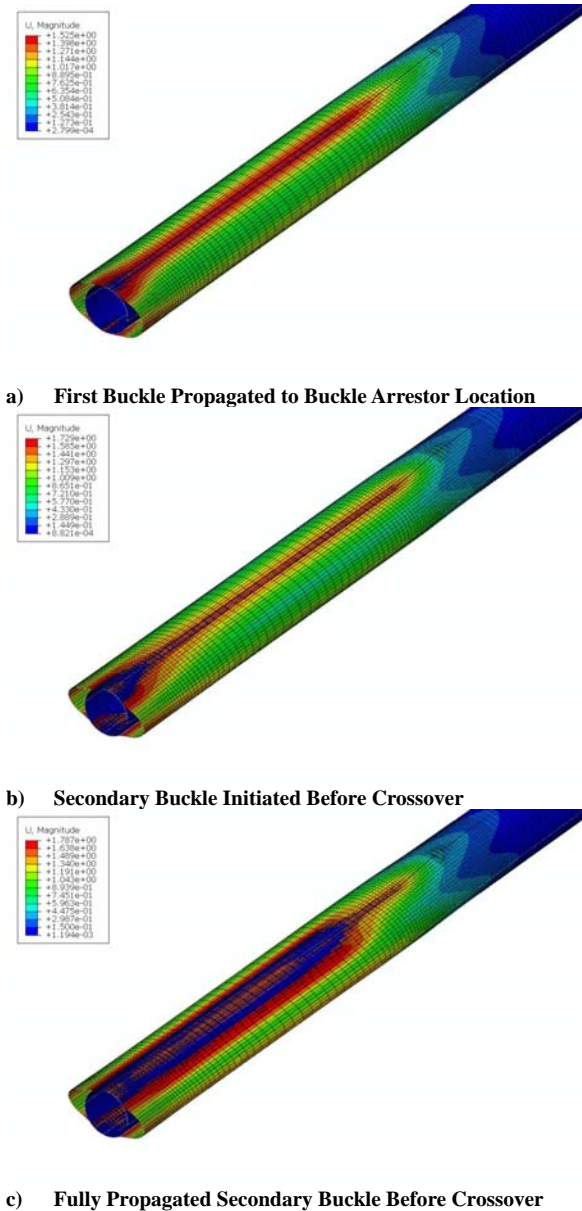 U, Magnitude
+1.525e+00
+1.398e+00
+1.271e+00
+1.144e+00
+1.017e+00
+8.895e-01
+7.625e-01
+6.354e-01
+5.084e-01
+3.814e-01
+2.543e-01
+1.273e-01
+2.799e-04
a) First Buckle Propagated to Buckle Arrestor Location
U, Magnitude
+1.729e+00
+1.585e+00
+1.441e+00
+1.297e+00
+1.153e+00
+1.009e+00
+8.651e-01
+7.210e-01
+5.770e-01
+4.330e-01
+2.889e-01
+1.449e-01
+8.821e-04
b) Secondary Buckle Initiated Before Crossover
U, Magnitude
+1.787e+00
+1.638e+00
+1.489e+00
+1.340e+00
+1.191e+00
+1.043e+00
+8.939e-01
+7.451e-01
+5.963e-01
+4.475e-01
+2.987e-01
+1.500e-01
+1.194e-03
c) Fully Propagated Secondary Buckle Before Crossover